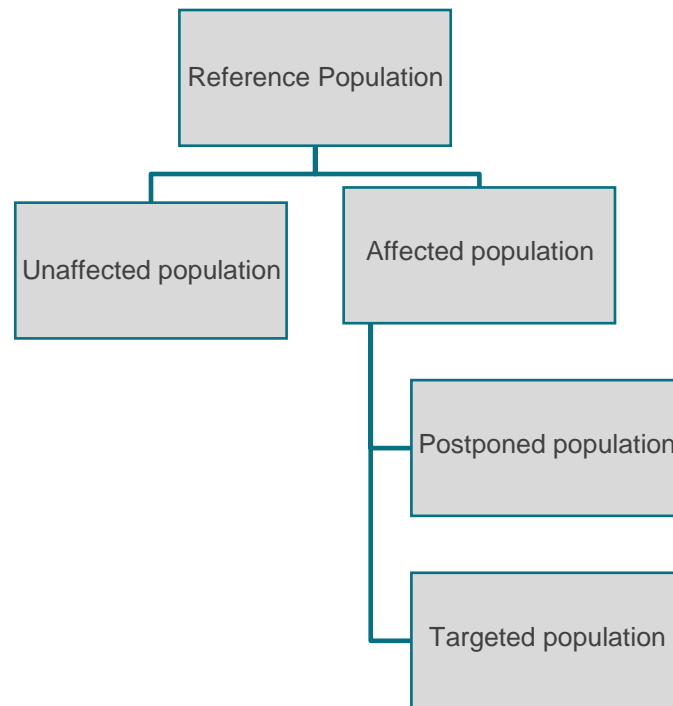 Reference Population
Unaffected population
Affected population
Postponed population
Targeted population